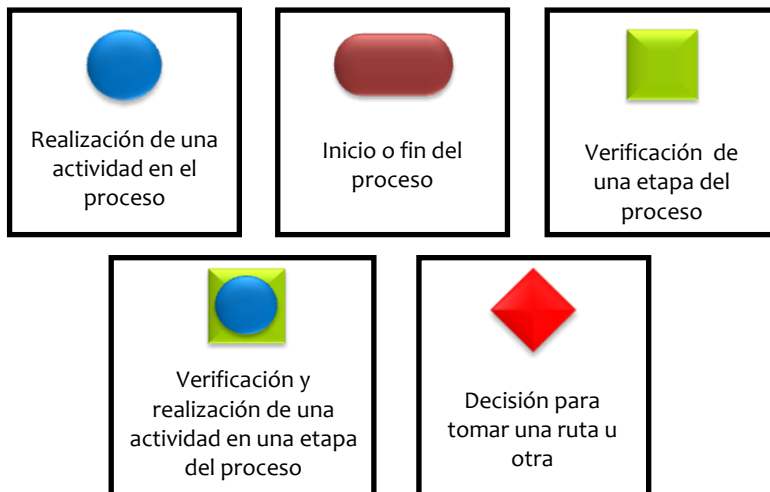 Realización de una
actividad en el
proceso
Inicio o fin del
proceso
Verificación de
una etapa del
proceso
Verificación y
realización de una
actividad en una etapa
del proceso
Decisión para
tomar una ruta u
otra